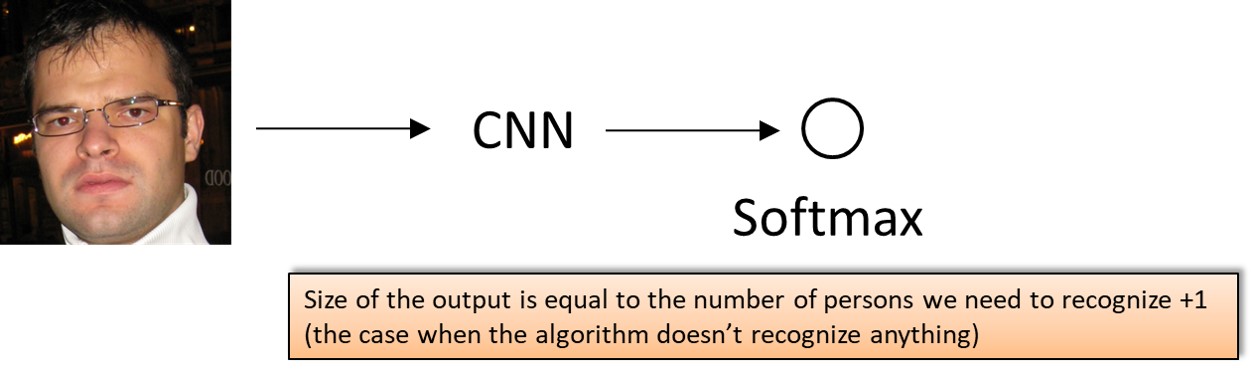 CNN
Softmax
Size of the output is equal to the number of persons we need to recognize +1
(the case when the algorithm doesn't recognize anything)